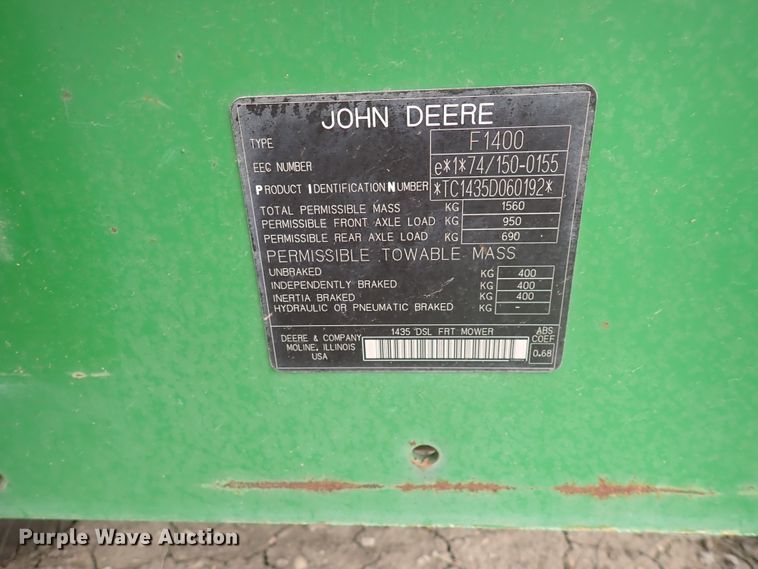 JOHN DEERE
TYPE F1400
EEC NUMBER e*1*74/150-0155
PRODUCT IDENTIFICATION NUMBER *TC1435D060192*
TOTAL PERMISSIBLE MASS KG 1560
PERMISSIBLE FRONT AXLE LOAD KG 950
PERMISSIBLE REAR AXLE LOAD KG 690
PERMISSIBLE TOWABLE MASS
UNBRAKED KG 400
INDEPENDENTLY BRAKED KG 400
INERTIA BRAKED KG 400
HYDRAULIC OR PNEUMATIC BRAKED KG -
1435 DSL FRT MOWER
DEERE & COMPANY
MOLINE, ILLINOIS
USA
ABS
COEF
0.68
Purple Wave Auction